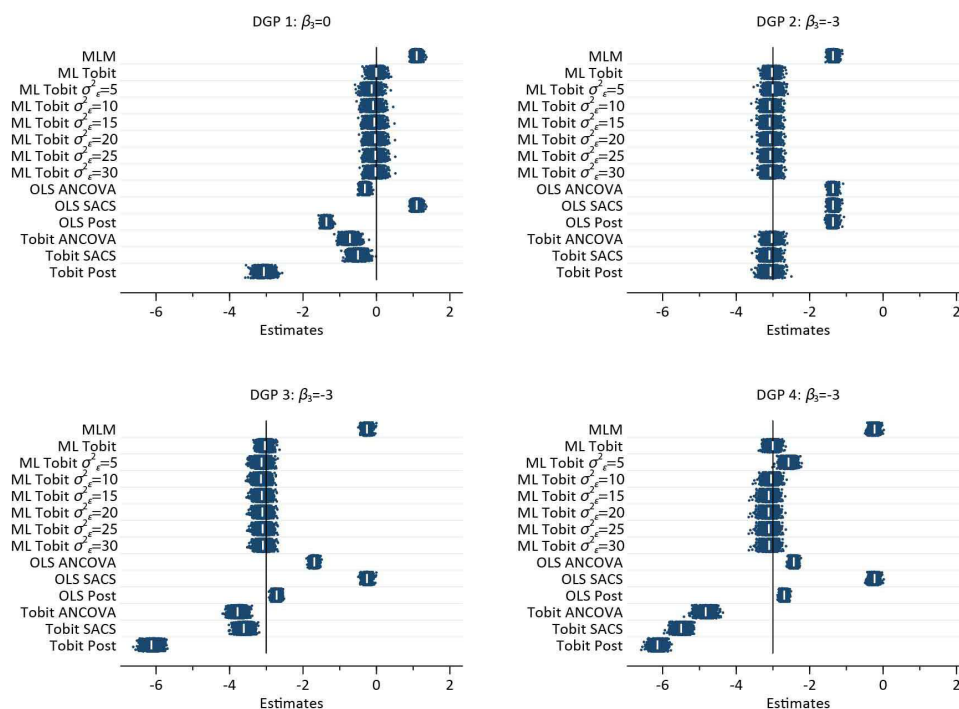 DGP 1: β₃=0
MLM
ML Tobit
ML Tobit σ²ε=5
ML Tobit σ²ε=10
ML Tobit σ²ε=15
ML Tobit σ²ε=20
ML Tobit σ²ε=25
ML Tobit σ²ε=30
OLS ANCOVA
OLS SACS
OLS Post
Tobit ANCOVA
Tobit SACS
Tobit Post
-6 -4 -2 0 2
Estimates
DGP 2: β₃=-3
MLM
ML Tobit
ML Tobit σ²ε=5
ML Tobit σ²ε=10
ML Tobit σ²ε=15
ML Tobit σ²ε=20
ML Tobit σ²ε=25
ML Tobit σ²ε=30
OLS ANCOVA
OLS SACS
OLS Post
Tobit ANCOVA
Tobit SACS
Tobit Post
-6 -4 -2 0 2
Estimates
DGP 3: β₃=-3
MLM
ML Tobit
ML Tobit σ²ε=5
ML Tobit σ²ε=10
ML Tobit σ²ε=15
ML Tobit σ²ε=20
ML Tobit σ²ε=25
ML Tobit σ²ε=30
OLS ANCOVA
OLS SACS
OLS Post
Tobit ANCOVA
Tobit SACS
Tobit Post
-6 -4 -2 0 2
Estimates
DGP 4: β₃=-3
MLM
ML Tobit
ML Tobit σ²ε=5
ML Tobit σ²ε=10
ML Tobit σ²ε=15
ML Tobit σ²ε=20
ML Tobit σ²ε=25
ML Tobit σ²ε=30
OLS ANCOVA
OLS SACS
OLS Post
Tobit ANCOVA
Tobit SACS
Tobit Post
-6 -4 -2 0 2
Estimates